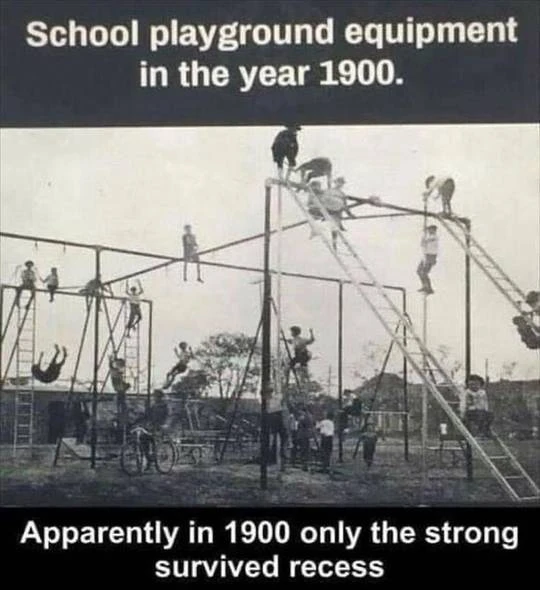 School playground equipment
in the year 1900.
Apparently in 1900 only the strong
survived recess